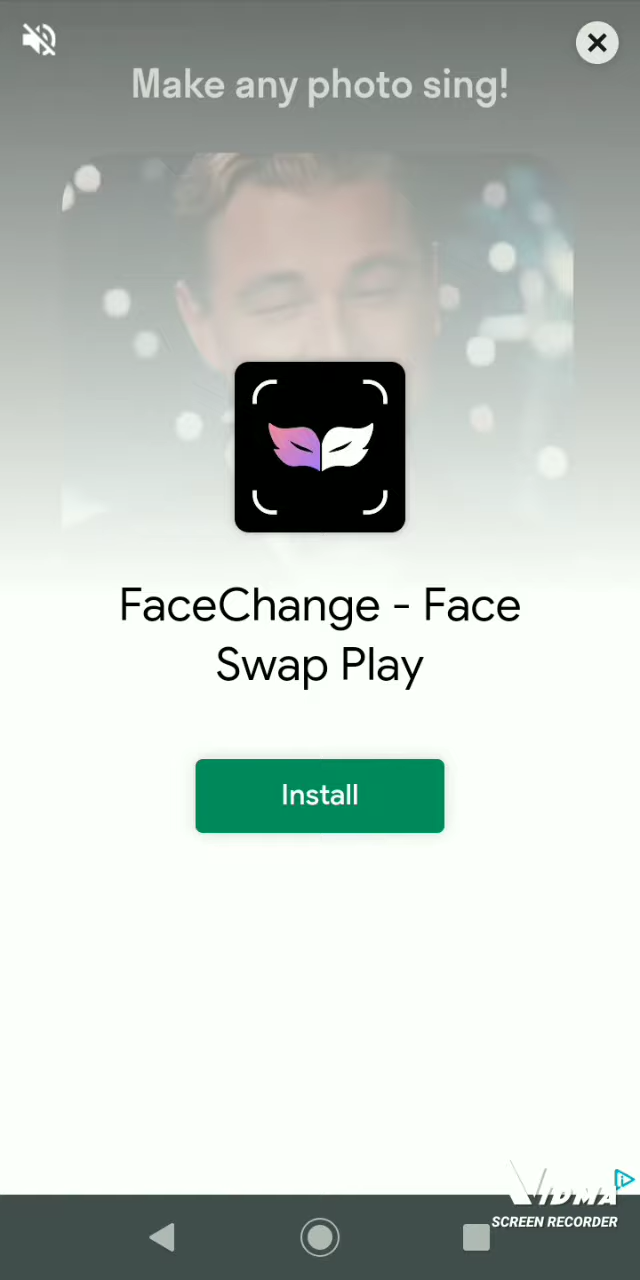 Make any photo sing!
FaceChange - Face
Swap Play
Install
VIDMA
SCREEN RECORDER